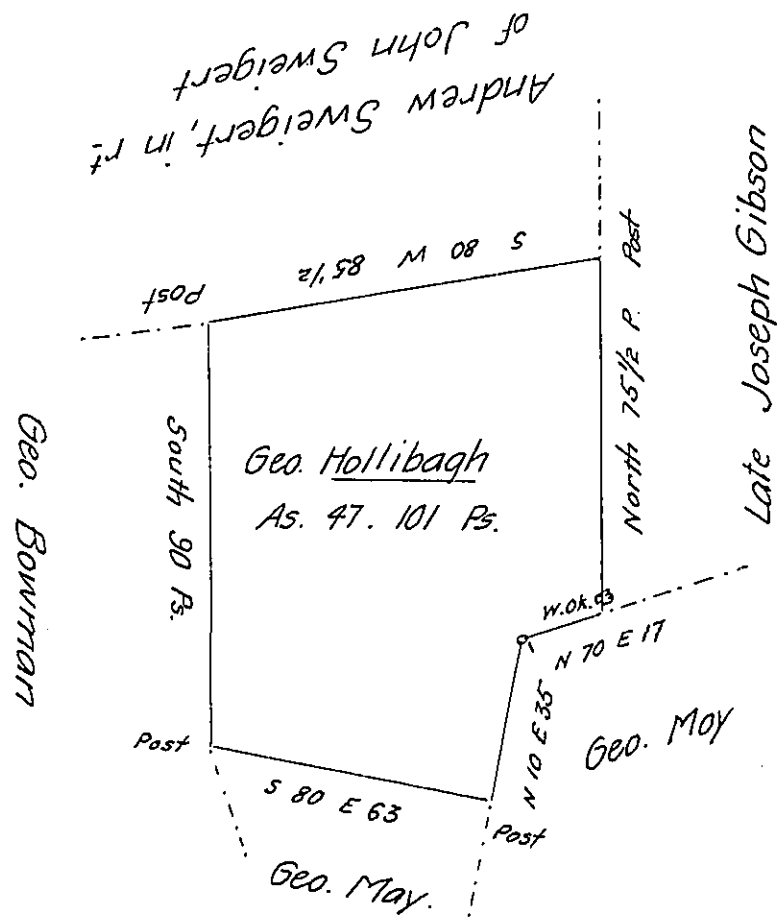 Andrew Sweigert, in rt
of John Sweigert
S 80 W 85 1/2
Post
Post
Late Joseph Gibson
North 75 1/2 P.
Geo. Bowman
South 90 Ps.
Geo. Hollibagh
As. 47. 101 Ps.
W.Ok.
N 70 E 17
N 10 E 35
Geo. Moy
Post
S 80 E 63
Post
Geo. May.